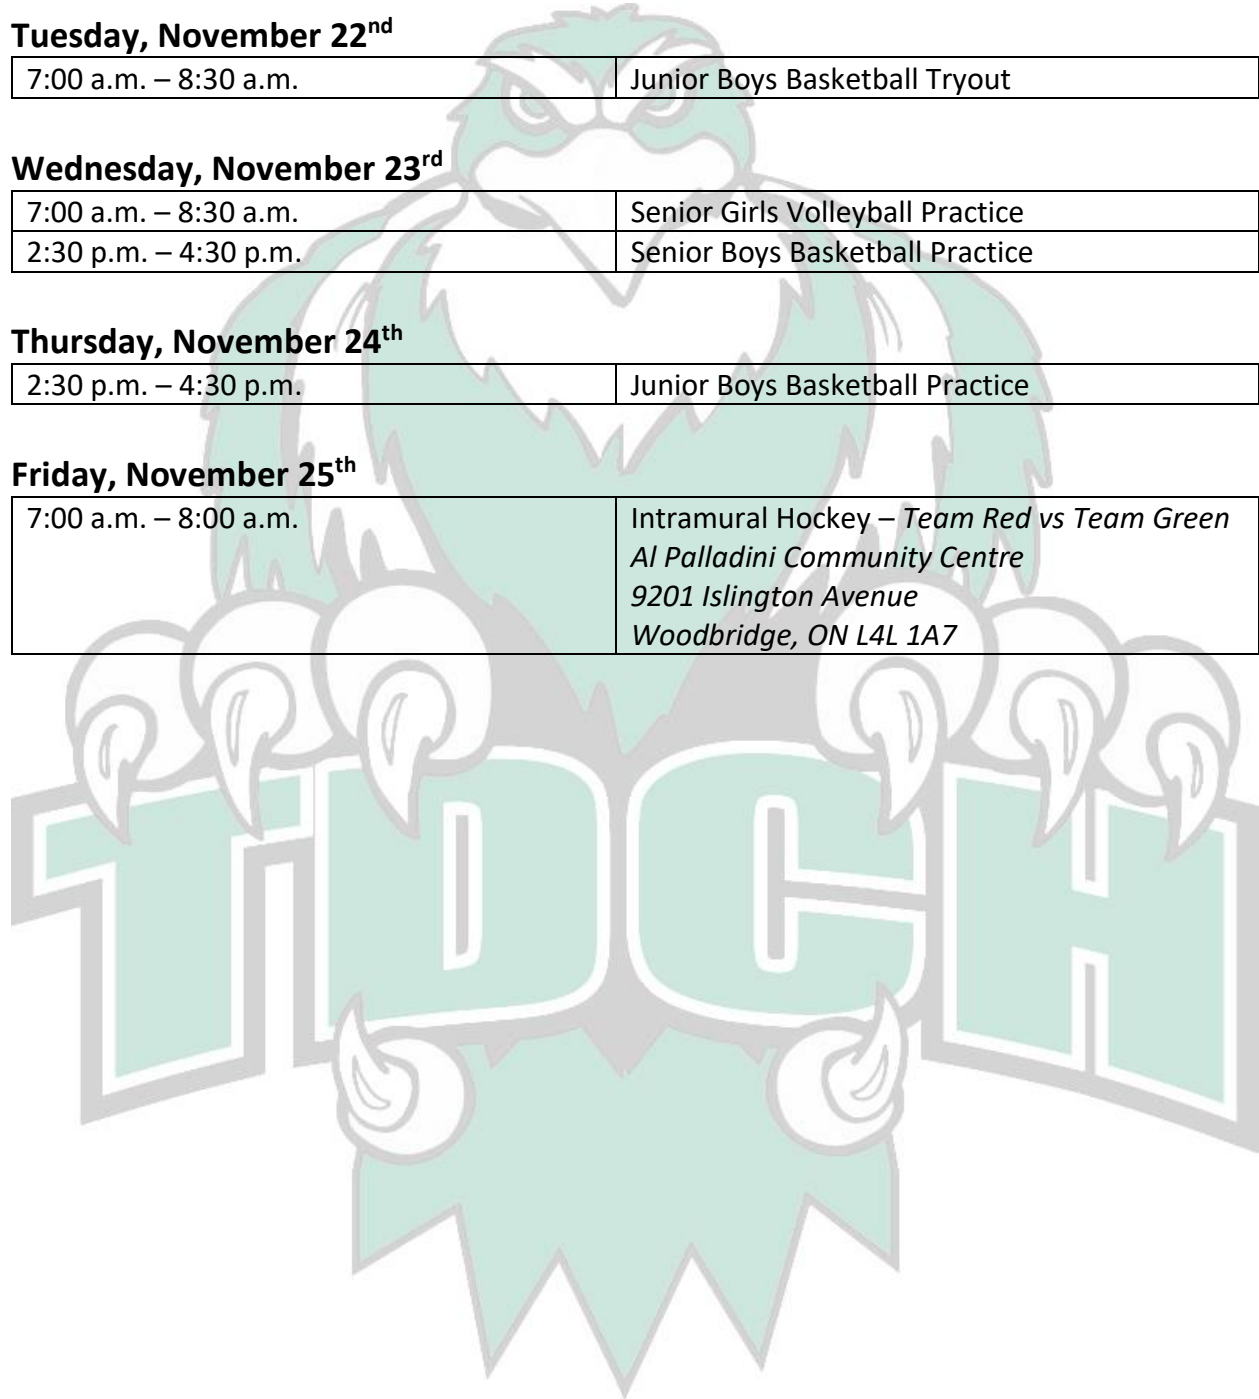 Tuesday, November 22nd
7:00 a.m. – 8:30 a.m. Junior Boys Basketball Tryout
Wednesday, November 23rd
7:00 a.m. – 8:30 a.m. Senior Girls Volleyball Practice
2:30 p.m. – 4:30 p.m. Senior Boys Basketball Practice
Thursday, November 24th
2:30 p.m. – 4:30 p.m. Junior Boys Basketball Practice
Friday, November 25th
7:00 a.m. – 8:00 a.m. Intramural Hockey – Team Red vs Team Green
Al Palladini Community Centre
9201 Islington Avenue
Woodbridge, ON L4L 1A7
TDCH